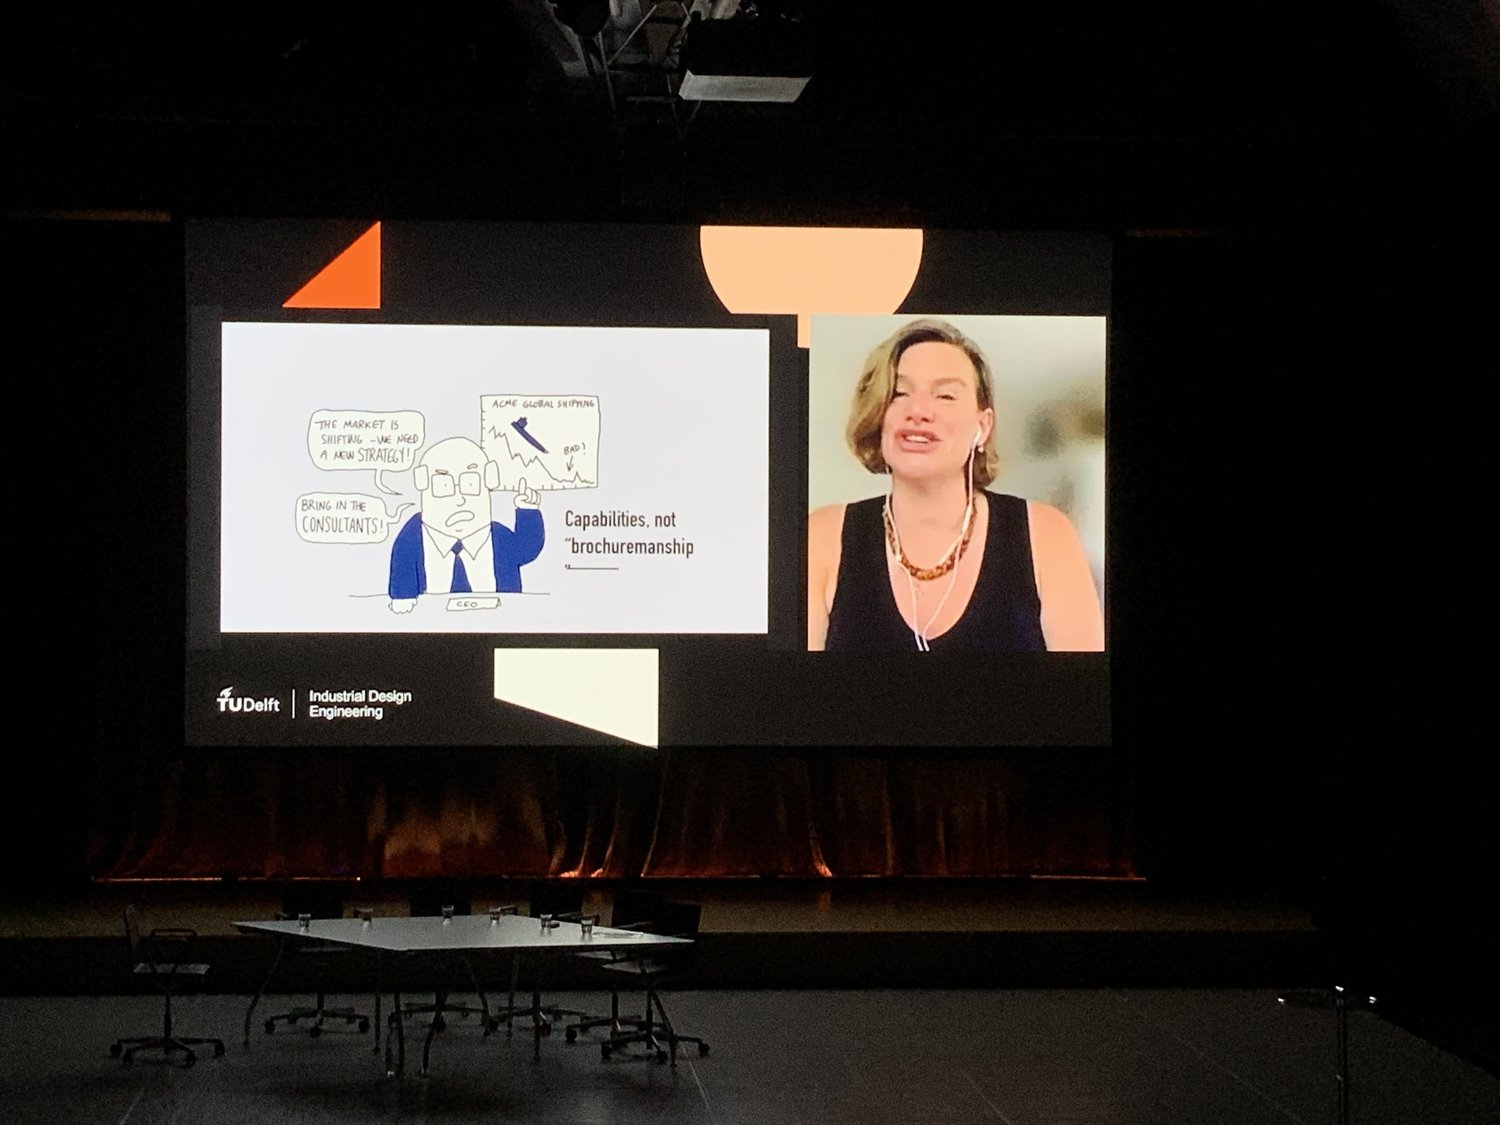 ACME GLOBAL SHIPPING
THE MARKET IS
SHIFTING - WE NEED
A NEW STRATEGY!
BAD!
BRING IN THE
CONSULTANTS!
Capabilities, not
“brochuremanship
”
CEO
TUDelft
Industrial Design
Engineering